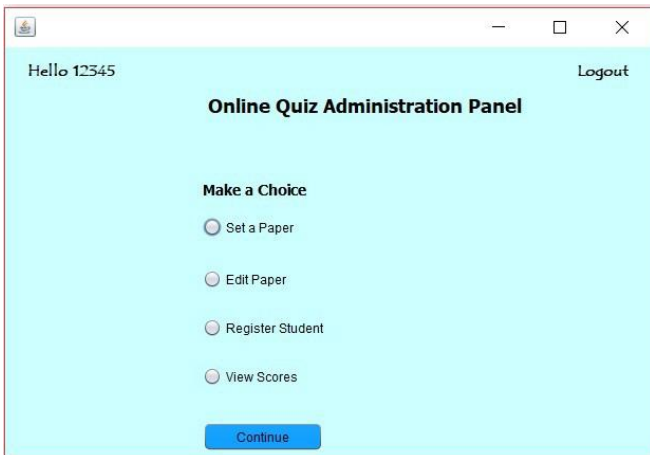 Hello 12345
Logout
Online Quiz Administration Panel
Make a Choice
Set a Paper
Edit Paper
Register Student
View Scores
Continue